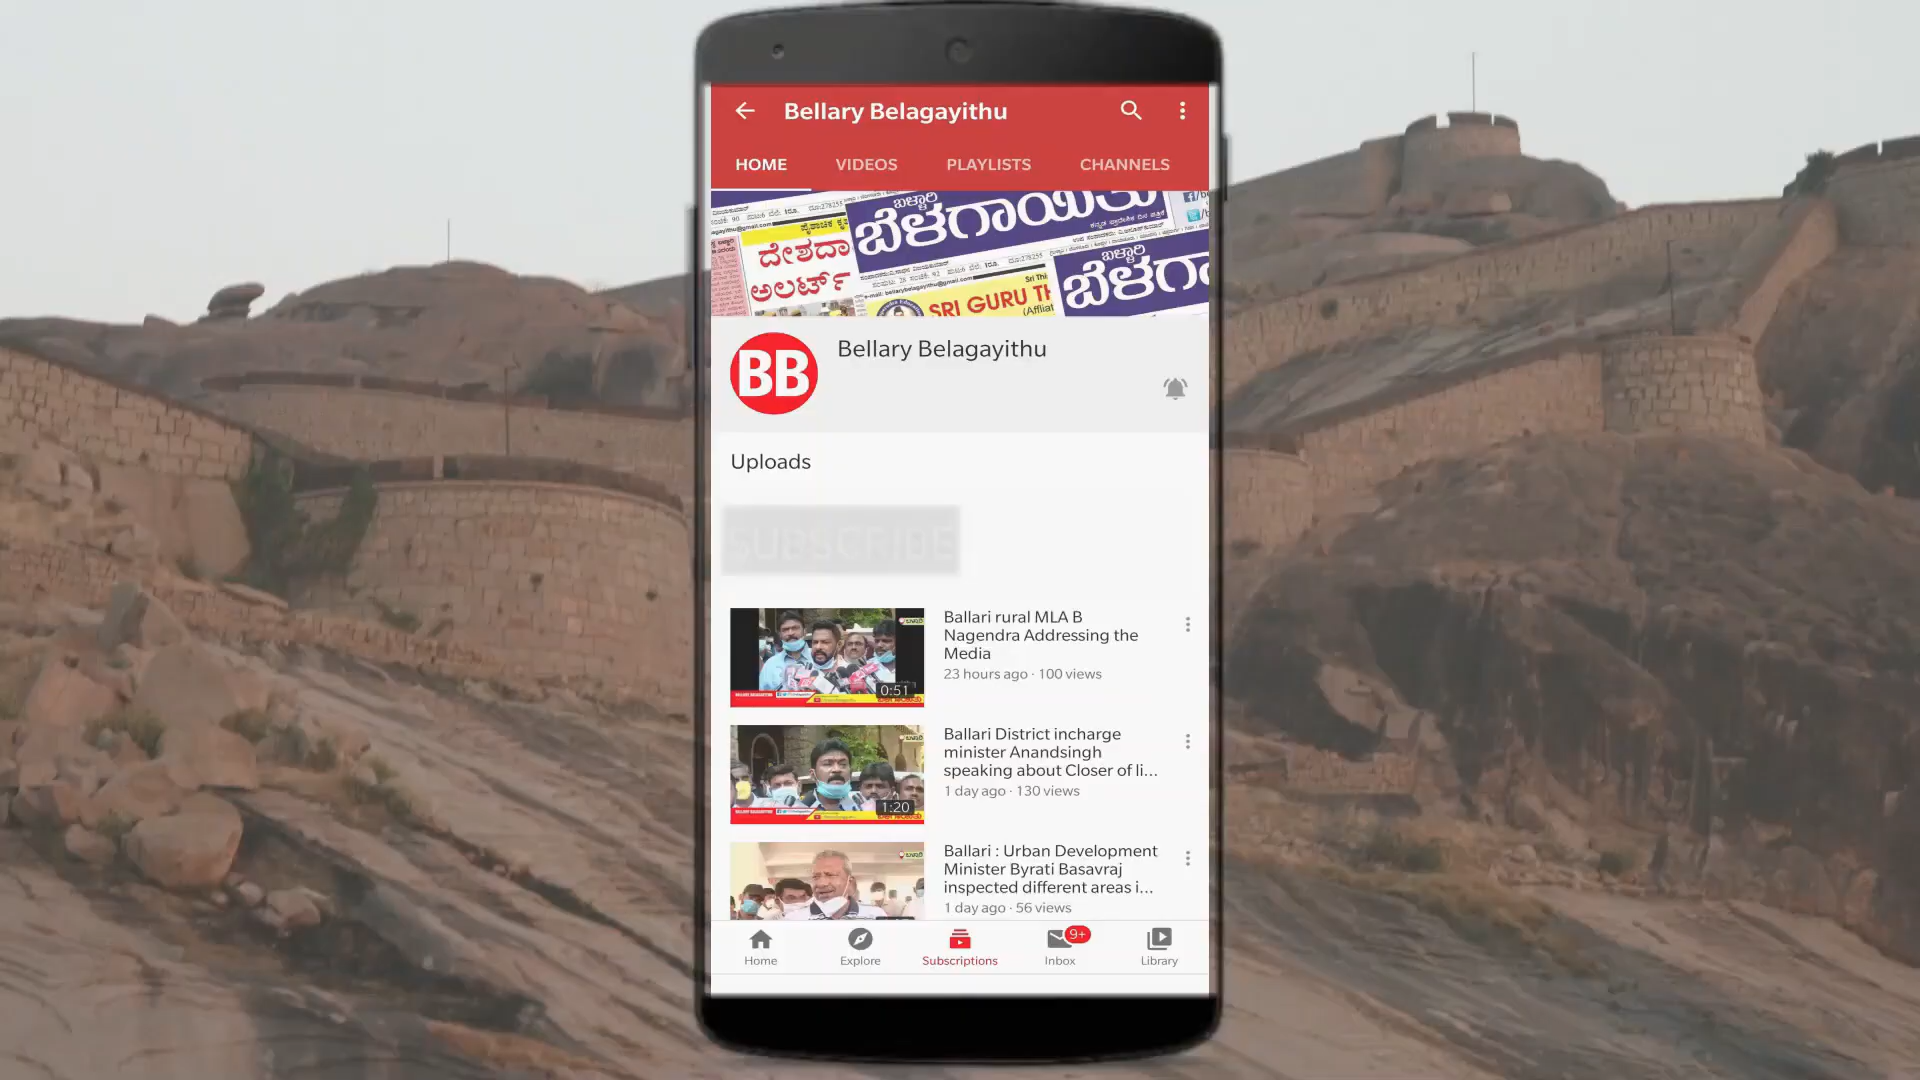 Bellary Belagayithu
HOME VIDEOS PLAYLISTS CHANNELS
ಬಳ್ಳಾರಿ
ಬೆಳಗಾಯಿತು
ದೇಶದಾ
ಅಲರ್ಟ್
ಬಳ್ಳಾರಿ
ಬೆಳಗಾ
SRI GURU TH
(Affliat
BB
Bellary Belagayithu
Uploads
SUBSCRIBE
Ballari rural MLA B
Nagendra Addressing the
Media
23 hours ago · 100 views
0:51
Ballari District incharge
minister Anandsingh
speaking about Closer of li...
1 day ago · 130 views
1:20
Ballari : Urban Development
Minister Byrati Basavraj
inspected different areas i...
1 day ago · 56 views
9+
Home Explore Subscriptions Inbox Library